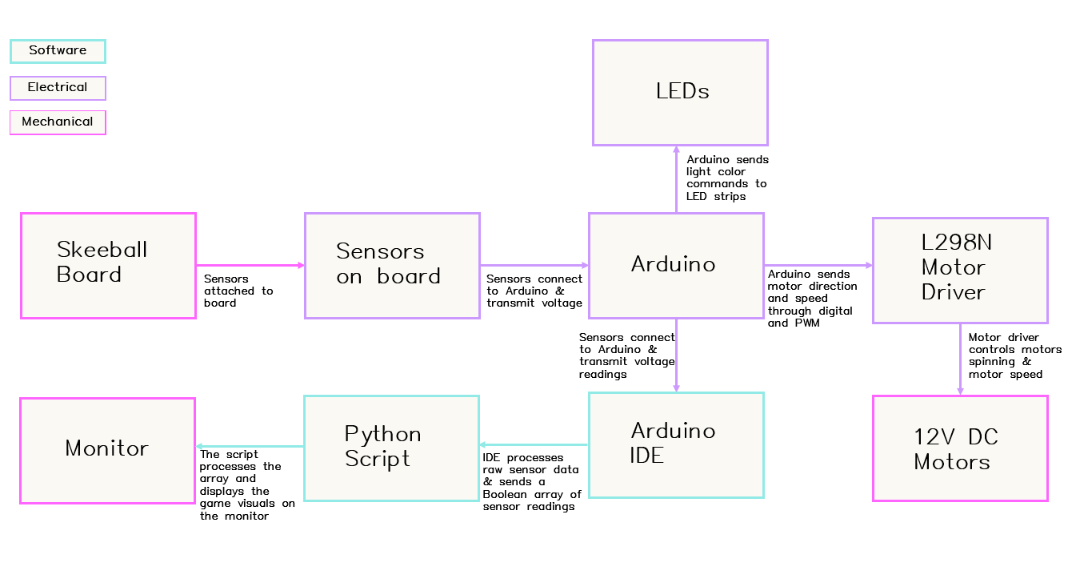 Software
Electrical
Mechanical
LEDs
Arduino sends
light color
commands to
LED strips
Skeeball
Board
Sensors
attached to
board
Sensors
on board
Sensors connect
to Arduino &
transmit voltage
Arduino
Arduino sends
motor direction
and speed
through digital
and PWM
L298N
Motor
Driver
Sensors connect
to Arduino &
transmit voltage
readings
Motor driver
controls motors
spinning &
motor speed
Monitor
The script
processes the
array and
displays the
game visuals on
the monitor
Python
Script
IDE processes
raw sensor data
& sends a
Boolean array of
sensor readings
Arduino
IDE
12V DC
Motors